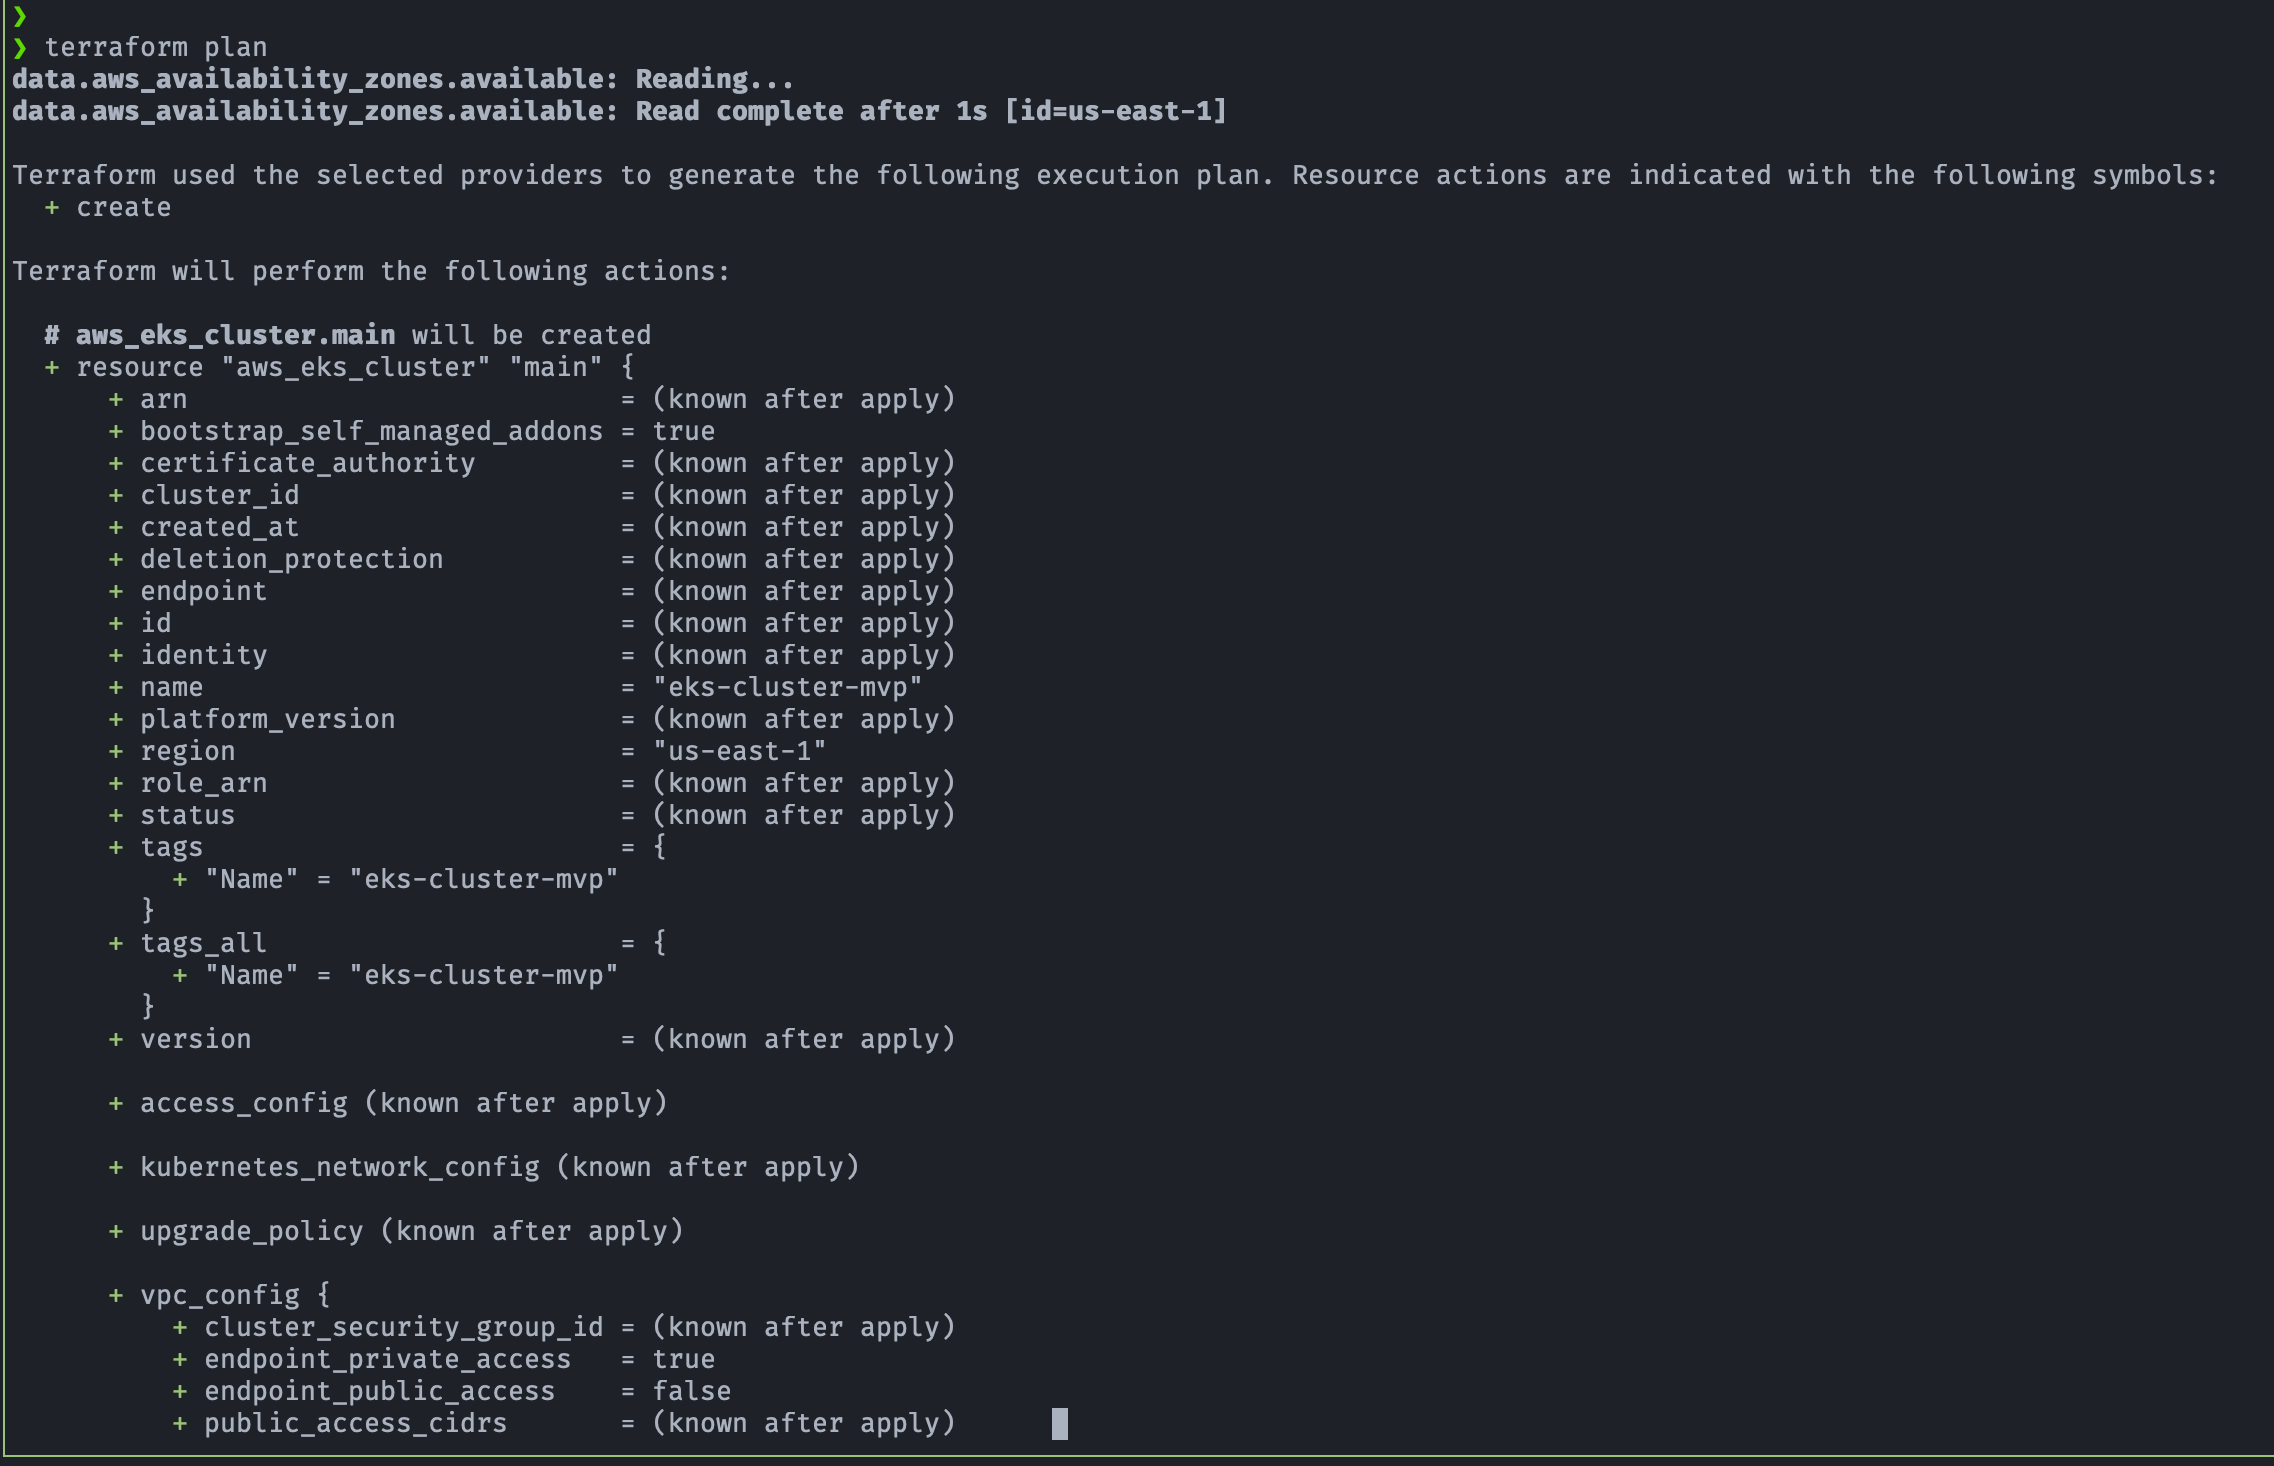 ❯
❯ terraform plan
data.aws_availability_zones.available: Reading...
data.aws_availability_zones.available: Read complete after 1s [id=us-east-1]
Terraform used the selected providers to generate the following execution plan. Resource actions are indicated with the following symbols:
  + create
Terraform will perform the following actions:
  # aws_eks_cluster.main will be created
  + resource "aws_eks_cluster" "main" {
      + arn                           = (known after apply)
      + bootstrap_self_managed_addons = true
      + certificate_authority         = (known after apply)
      + cluster_id                    = (known after apply)
      + created_at                    = (known after apply)
      + deletion_protection           = (known after apply)
      + endpoint                      = (known after apply)
      + id                            = (known after apply)
      + identity                      = (known after apply)
      + name                          = "eks-cluster-mvp"
      + platform_version              = (known after apply)
      + region                        = "us-east-1"
      + role_arn                      = (known after apply)
      + status                        = (known after apply)
      + tags                          = {
          + "Name" = "eks-cluster-mvp"
        }
      + tags_all                      = {
          + "Name" = "eks-cluster-mvp"
        }
      + version                       = (known after apply)
      + access_config (known after apply)
      + kubernetes_network_config (known after apply)
      + upgrade_policy (known after apply)
      + vpc_config {
          + cluster_security_group_id = (known after apply)
          + endpoint_private_access   = true
          + endpoint_public_access    = false
          + public_access_cidrs       = (known after apply)